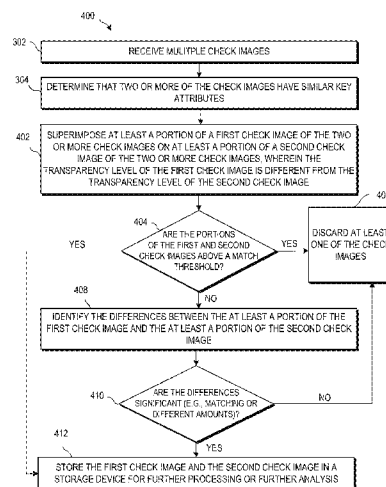 400
302
RECEIVE MULITPLE CHECK IMAGES
304
DETERMINE THAT TWO OR MORE OF THE CHECK IMAGES HAVE SIMILAR KEY
ATTRIBUTES
402
SUPERIMPOSE AT LEAST A PORTION OF A FIRST CHECK IMAGE OF THE TWO
OR MORE CHECK IMAGES ON AT LEAST A PORTION OF A SECOND CHECK
IMAGE OF THE TWO OR MORE CHECK IMAGES, WHEREIN THE
TRANSPARENCY LEVEL OF THE FIRST CHECK IMAGE IS DIFFERENT FROM THE
TRANSPARENCY LEVEL OF THE SECOND CHECK IMAGE
404
ARE THE PORTIONS
OF THE FIRST AND SECOND
CHECK IMAGES ABOVE A MATCH
THRESHOLD?
YES
YES
DISCARD AT LEAST
ONE OF THE CHECK
IMAGES
NO
408
IDENTIFY THE DIFFERENCES BETWEEN THE AT LEAST A PORTION OF THE
FIRST CHECK IMAGE AND THE AT LEAST A PORTION OF THE SECOND CHECK
IMAGE
410
ARE THE DIFFERENCES
SIGNIFICANT (E.G., MATCHING OR
DIFFERENT AMOUNTS)?
NO
YES
412
STORE THE FIRST CHECK IMAGE AND THE SECOND CHECK IMAGE IN A
STORAGE DEVICE FOR FURTHER PROCESSING OR FURTHER ANALYSIS